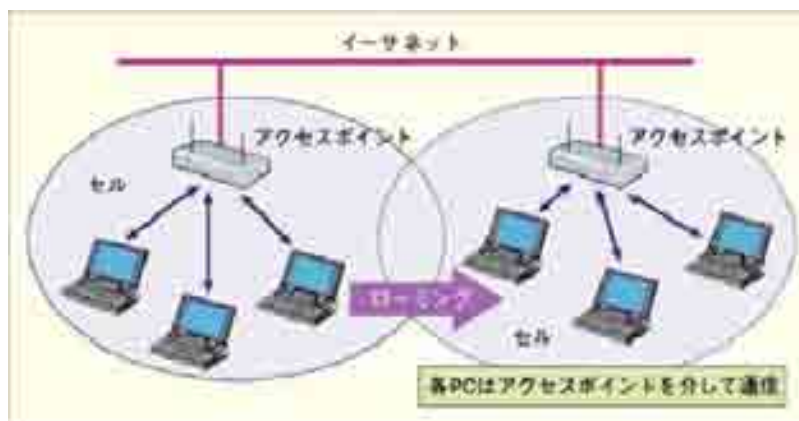 イーサネット
アクセスポイント
アクセスポイント
セル
ローミング
セル
各PCはアクセスポイントを介して通信